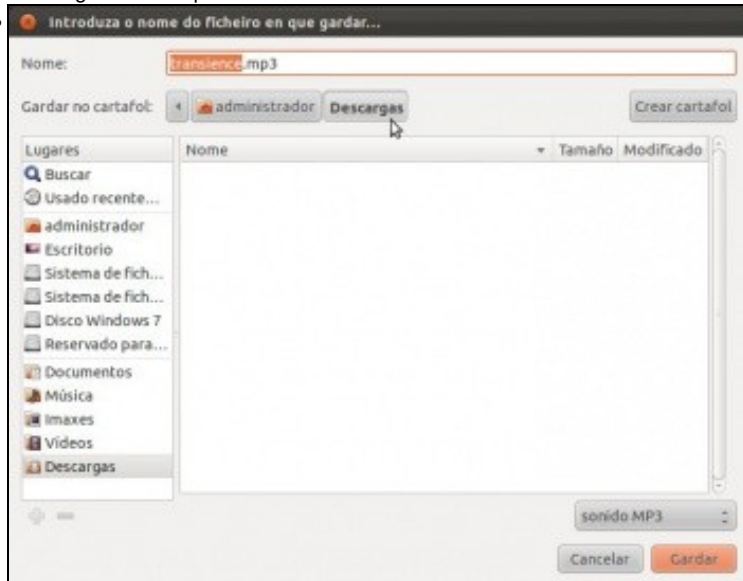 Introduza o nome do ficheiro en que gardar...
Nome: transience.mp3
Gardar no cartafol: administrador Descargas Crear cartafol
Lugares Nome Tamaño Modificado
Buscar
Usado recente...
administrador
Escritorio
Sistema de fich...
Sistema de fich...
Disco Windows 7
Reservado para...
Documentos
Música
Imaxes
Vídeos
Descargas
sonido MP3
Cancelar Gardar